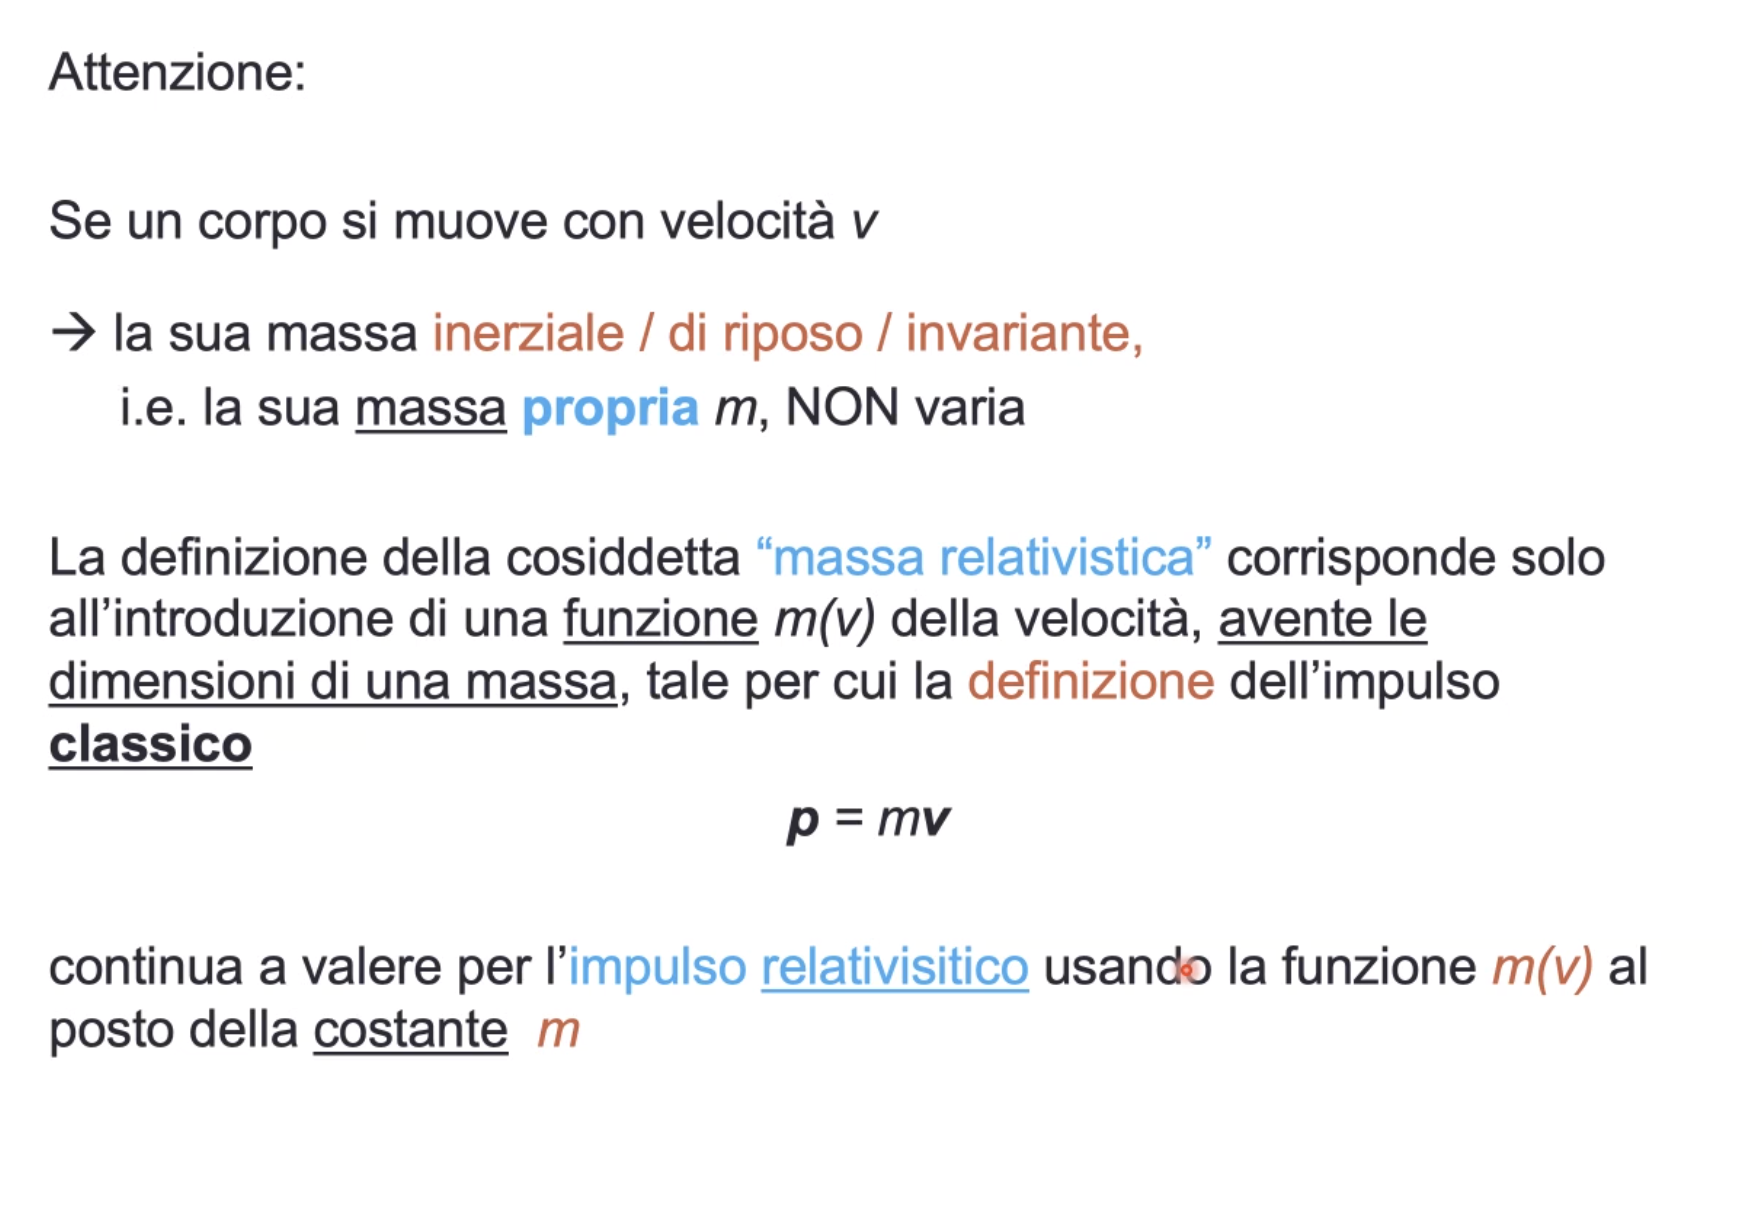 Attenzione:
Se un corpo si muove con velocità v
→ la sua massa inerziale / di riposo / invariante,
i.e. la sua massa propria m, NON varia
La definizione della cosiddetta “massa relativistica” corrisponde solo
all’introduzione di una funzione m(v) della velocità, avente le
dimensioni di una massa, tale per cui la definizione dell’impulso
classico
p = mv
continua a valere per l’impulso relativisitico usando la funzione m(v) al
posto della costante m